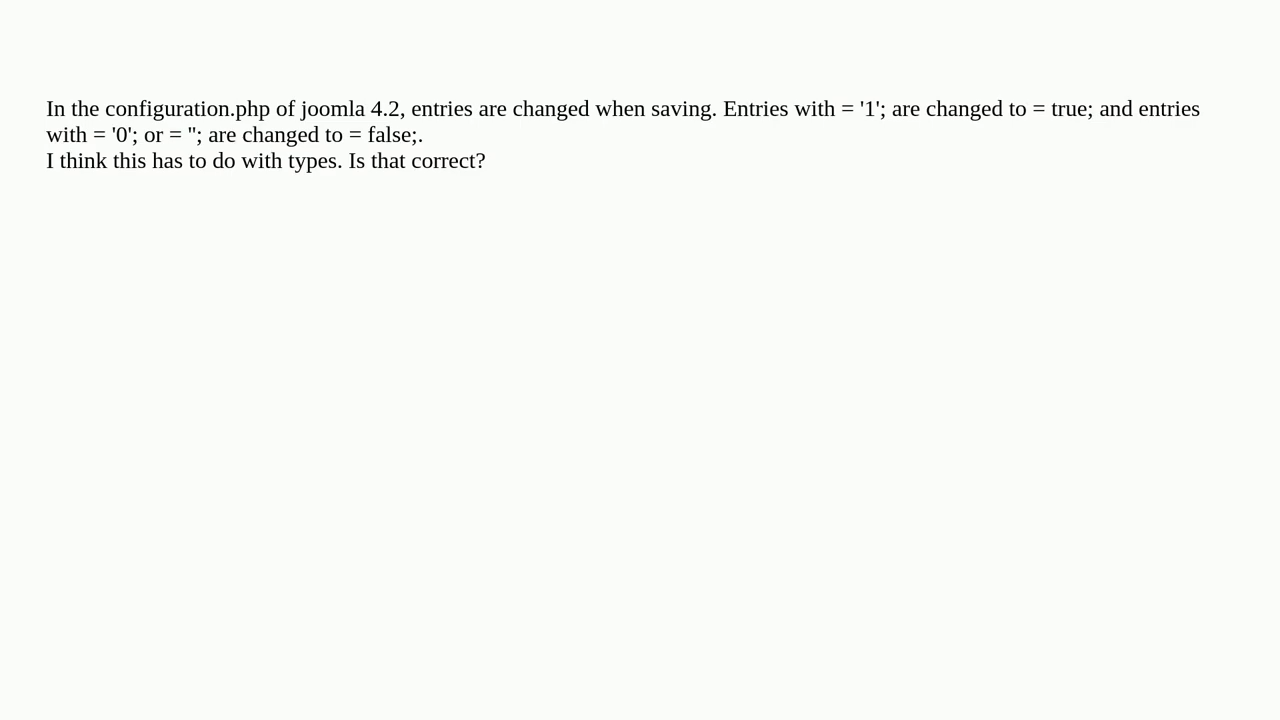 In the configuration.php of joomla 4.2, entries are changed when saving. Entries with = '1'; are changed to = true; and entries
with = '0'; or = ''; are changed to = false;.
I think this has to do with types. Is that correct?